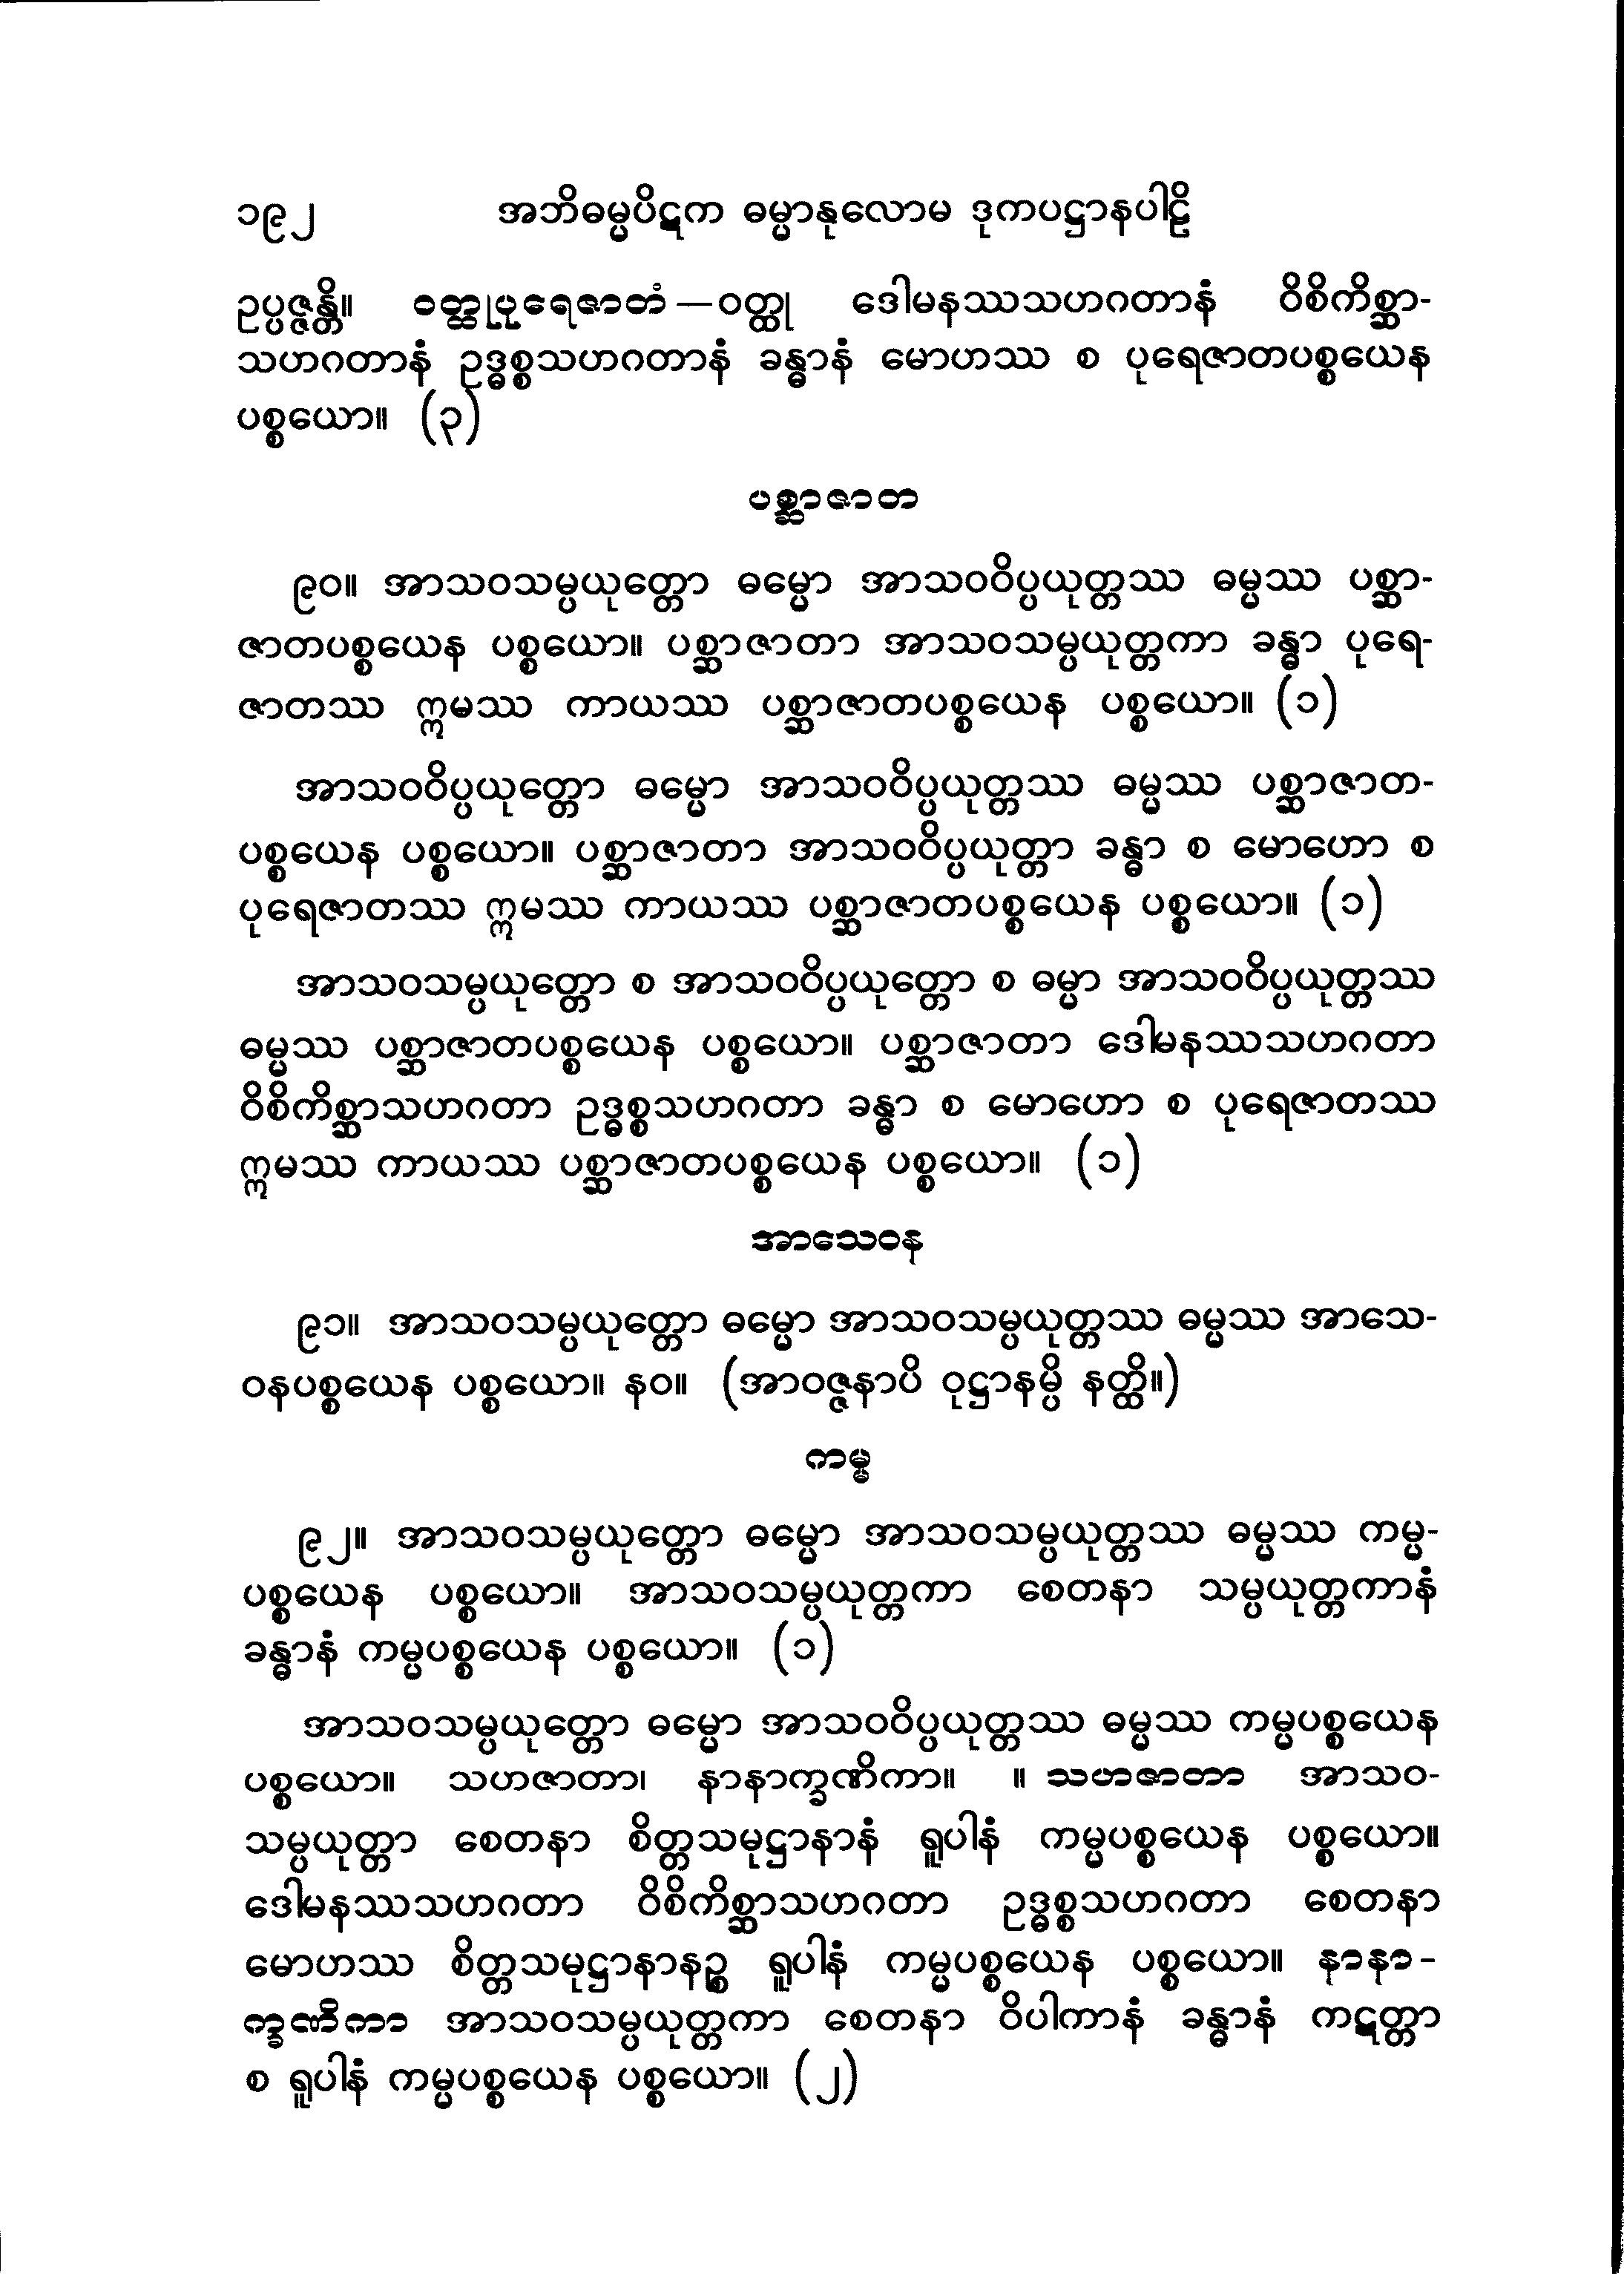 ၁၉၂ အဘိဓမ္မပိဋက ဓမ္မာနုလောမ ဒုကပဋ္ဌာနပါဠိ
ဥပ္ပဇ္ဇန္တိ။ ဝတ္ထုပုရေဇာတံ—ဝတ္ထု ဒေါမနဿသဟဂတာနံ ဝိစိကိစ္ဆာ-
သဟဂတာနံ ဥဒ္ဓစ္စသဟဂတာနံ ခန္ဓာနံ မောဟဿ စ ပုရေဇာတပစ္စယေန
ပစ္စယော။ (၃)
ပစ္ဆာဇာတ
၉၀။ အာသဝသမ္ပယုတ္တော ဓမ္မော အာသဝဝိပ္ပယုတ္တဿ ဓမ္မဿ ပစ္ဆာ-
ဇာတပစ္စယေန ပစ္စယော။ ပစ္ဆာဇာတာ အာသဝသမ္ပယုတ္တကာ ခန္ဓာ ပုရေ-
ဇာတဿ ဣမဿ ကာယဿ ပစ္ဆာဇာတပစ္စယေန ပစ္စယော။ (၁)
အာသဝဝိပ္ပယုတ္တော ဓမ္မော အာသဝဝိပ္ပယုတ္တဿ ဓမ္မဿ ပစ္ဆာဇာတ-
ပစ္စယေန ပစ္စယော။ ပစ္ဆာဇာတာ အာသဝဝိပ္ပယုတ္တာ ခန္ဓာ စ မောဟော စ
ပုရေဇာတဿ ဣမဿ ကာယဿ ပစ္ဆာဇာတပစ္စယေန ပစ္စယော။ (၁)
အာသဝသမ္ပယုတ္တော စ အာသဝဝိပ္ပယုတ္တော စ ဓမ္မာ အာသဝဝိပ္ပယုတ္တဿ
ဓမ္မဿ ပစ္ဆာဇာတပစ္စယေန ပစ္စယော။ ပစ္ဆာဇာတာ ဒေါမနဿသဟဂတာ
ဝိစိကိစ္ဆာသဟဂတာ ဥဒ္ဓစ္စသဟဂတာ ခန္ဓာ စ မောဟော စ ပုရေဇာတဿ
ဣမဿ ကာယဿ ပစ္ဆာဇာတပစ္စယေန ပစ္စယော။ (၁)
အာသေဝန
၉၁။ အာသဝသမ္ပယုတ္တော ဓမ္မော အာသဝသမ္ပယုတ္တဿ ဓမ္မဿ အာသေ-
ဝနပစ္စယေန ပစ္စယော။ နဝ။ (အာဝဇ္ဇနာပိ ဝုဋ္ဌာနမ္ပိ နတ္ထိ။)
ကမ္မ
၉၂။ အာသဝသမ္ပယုတ္တော ဓမ္မော အာသဝသမ္ပယုတ္တဿ ဓမ္မဿ ကမ္မ-
ပစ္စယေန ပစ္စယော။ အာသဝသမ္ပယုတ္တကာ စေတနာ သမ္ပယုတ္တကာနံ
ခန္ဓာနံ ကမ္မပစ္စယေန ပစ္စယော။ (၁)
အာသဝသမ္ပယုတ္တော ဓမ္မော အာသဝဝိပ္ပယုတ္တဿ ဓမ္မဿ ကမ္မပစ္စယေန
ပစ္စယော။ သဟဇာတာ၊ နာနာက္ခဏိကာ။ ။ သဟဇာတာ အာသဝ-
သမ္ပယုတ္တာ စေတနာ စိတ္တသမုဋ္ဌာနာနံ ရူပါနံ ကမ္မပစ္စယေန ပစ္စယော။
ဒေါမနဿသဟဂတာ ဝိစိကိစ္ဆာသဟဂတာ ဥဒ္ဓစ္စသဟဂတာ စေတနာ
မောဟဿ စိတ္တသမုဋ္ဌာနာနဉ္စ ရူပါနံ ကမ္မပစ္စယေန ပစ္စယော။ နာနာ-
က္ခဏိကာ အာသဝသမ္ပယုတ္တကာ စေတနာ ဝိပါကာနံ ခန္ဓာနံ ကဋတ္တာ
စ ရူပါနံ ကမ္မပစ္စယေန ပစ္စယော။ (၂)